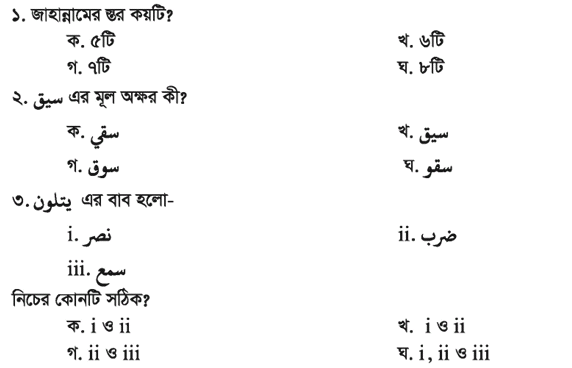 ১. জাহান্নামের স্তর কয়টি?
ক. ৫টি খ. ৬টি
গ. ৭টি ঘ. ৮টি
২. سيق এর মূল অক্ষর কী?
ক. سقي খ. سيق
গ. سوق ঘ. سقو
৩. يتلون এর বাব হলো-
i. نصر ii. ضرب
iii. سمع
নিচের কোনটি সঠিক?
ক. i ও ii খ. i ও ii
গ. ii ও iii ঘ. i, ii ও iii